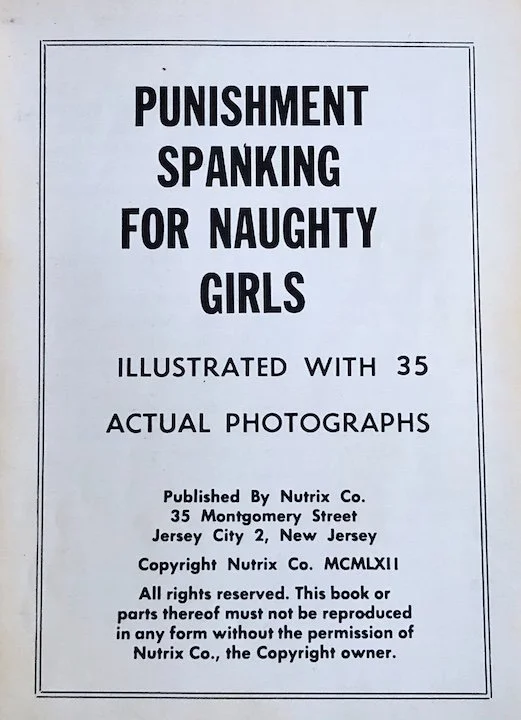 PUNISHMENT
SPANKING
FOR NAUGHTY
GIRLS
ILLUSTRATED WITH 35
ACTUAL PHOTOGRAPHS
Published By Nutrix Co.
35 Montgomery Street
Jersey City 2, New Jersey
Copyright Nutrix Co. MCMLXII
All rights reserved. This book or
parts thereof must not be reproduced
in any form without the permission of
Nutrix Co., the Copyright owner.